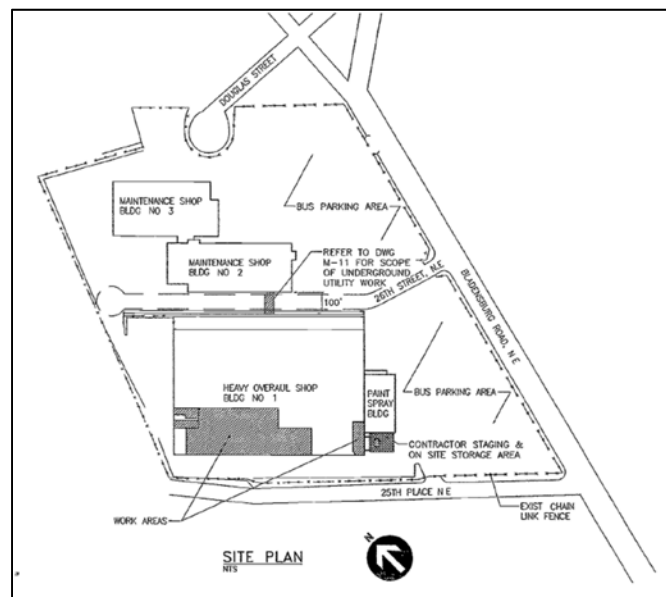 DOUGLAS STREET
MAINTENANCE SHOP
BLDG NO 3
BUS PARKING AREA
MAINTENANCE SHOP
BLDG NO 2
REFER TO DWG
M-11 FOR SCOPE
OF UNDERGROUND
UTILITY WORK
100'
26TH STREET, N.E
BLADENSBURG ROAD, N E
HEAVY OVERAUL SHOP
BLDG NO 1
PAINT
SPRAY
BLDG
BUS PARKING AREA
CONTRACTOR STAGING &
ON SITE STORAGE AREA
25TH PLACE N E
WORK AREAS
EXIST CHAIN
LINK FENCE
SITE PLAN
NTS
N